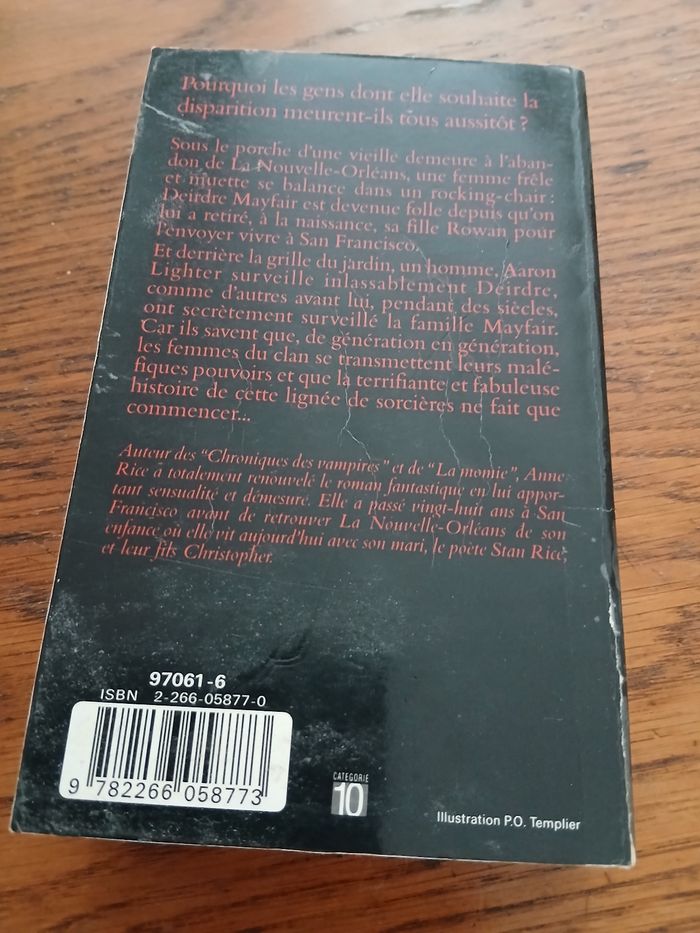 Pourquoi les gens dont elle souhaite la
disparition meurent-ils tous aussitôt ?
Sous le porche d'une vieille demeure à l'aban-
don de La Nouvelle-Orléans, une femme frêle
et muette se balance dans un rocking-chair :
Deirdre Mayfair est devenue folle depuis qu'on
lui a retiré, à la naissance, sa fille Rowan pour
l'envoyer vivre à San Francisco.
Et derrière la grille du jardin, un homme, Aaron
Lighter surveille inlassablement Deirdre,
comme d'autres avant lui, pendant des siècles,
ont secrètement surveillé la famille Mayfair.
Car ils savent que, de génération en génération,
les femmes du clan se transmettent leurs malé-
fiques pouvoirs et que la terrifiante et fabuleuse
histoire de cette lignée de sorcières ne fait que
commencer...
Auteur des "Chroniques des vampires" et de "La momie", Anne
Rice a totalement renouvelé le roman fantastique en lui appor-
tant sensualité et démesure. Elle a passé vingt-huit ans à San
Francisco avant de retrouver La Nouvelle-Orléans de son
enfance où elle vit aujourd'hui avec son mari, le poète Stan Rice,
et leur fils Christopher.
97061-6
ISBN 2-266-05877-0
9 782266 058773
CATEGORIE
10
Illustration P.O. Templier